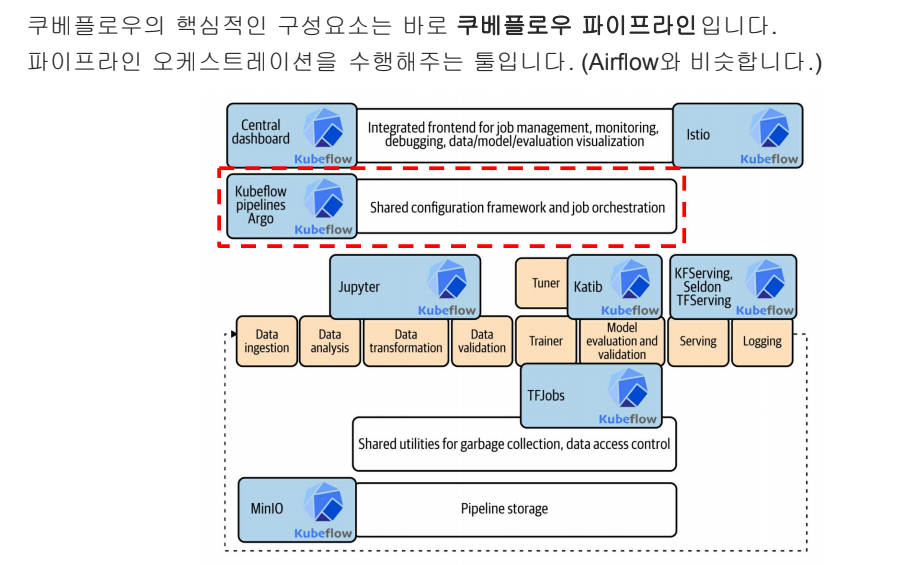 쿠베플로우의 핵심적인 구성요소는 바로 쿠베플로우 파이프라인입니다.
파이프라인 오케스트레이션을 수행해주는 툴입니다. (Airflow와 비슷합니다.)
Central
dashboard
Kubeflow
Integrated frontend for job management, monitoring,
debugging, data/model/evaluation visualization
Istio
Kubeflow
Kubeflow
pipelines
Argo
Kubeflow
Shared configuration framework and job orchestration
Jupyter
Kubeflow
Tuner
Katib
Kubeflow
KFServing,
Seldon
TFServing
Kubeflow
Data
ingestion
Data
analysis
Data
transformation
Data
validation
Trainer
Model
evaluation and
validation
Serving
Logging
TFJobs
Kubeflow
Shared utilities for garbage collection, data access control
MinIO
Kubeflow
Pipeline storage